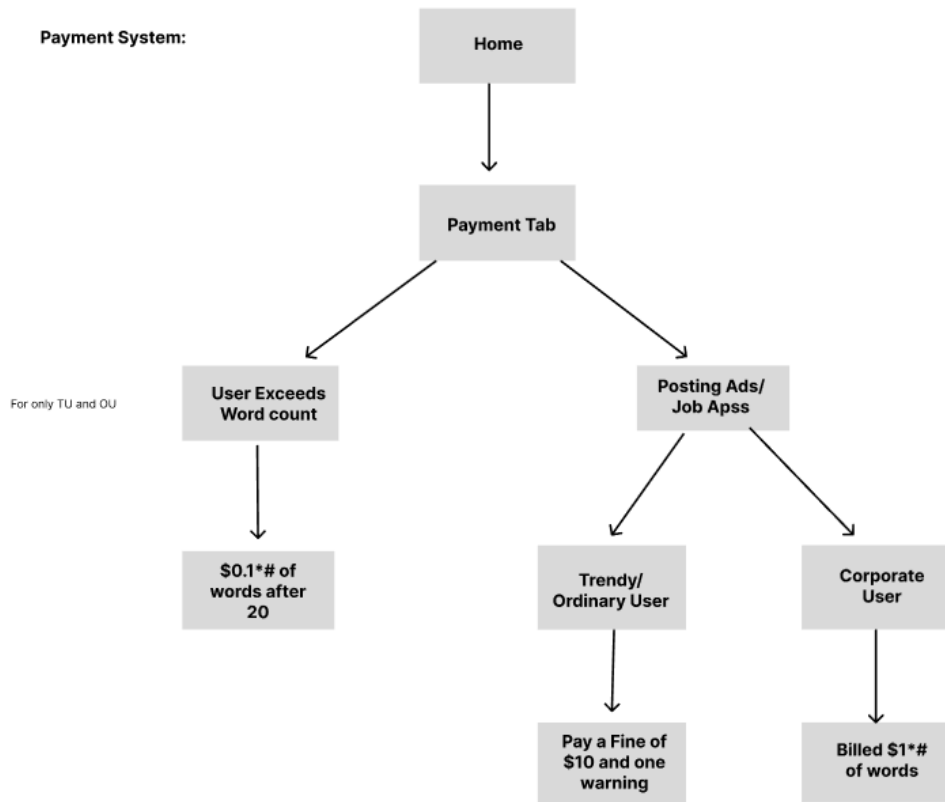 Payment System:
Home
Payment Tab
User Exceeds
Word count
Posting Ads/
Job Apss
For only TU and OU
$0.1*# of
words after
20
Trendy/
Ordinary User
Corporate
User
Pay a Fine of
$10 and one
warning
Billed $1*#
of words